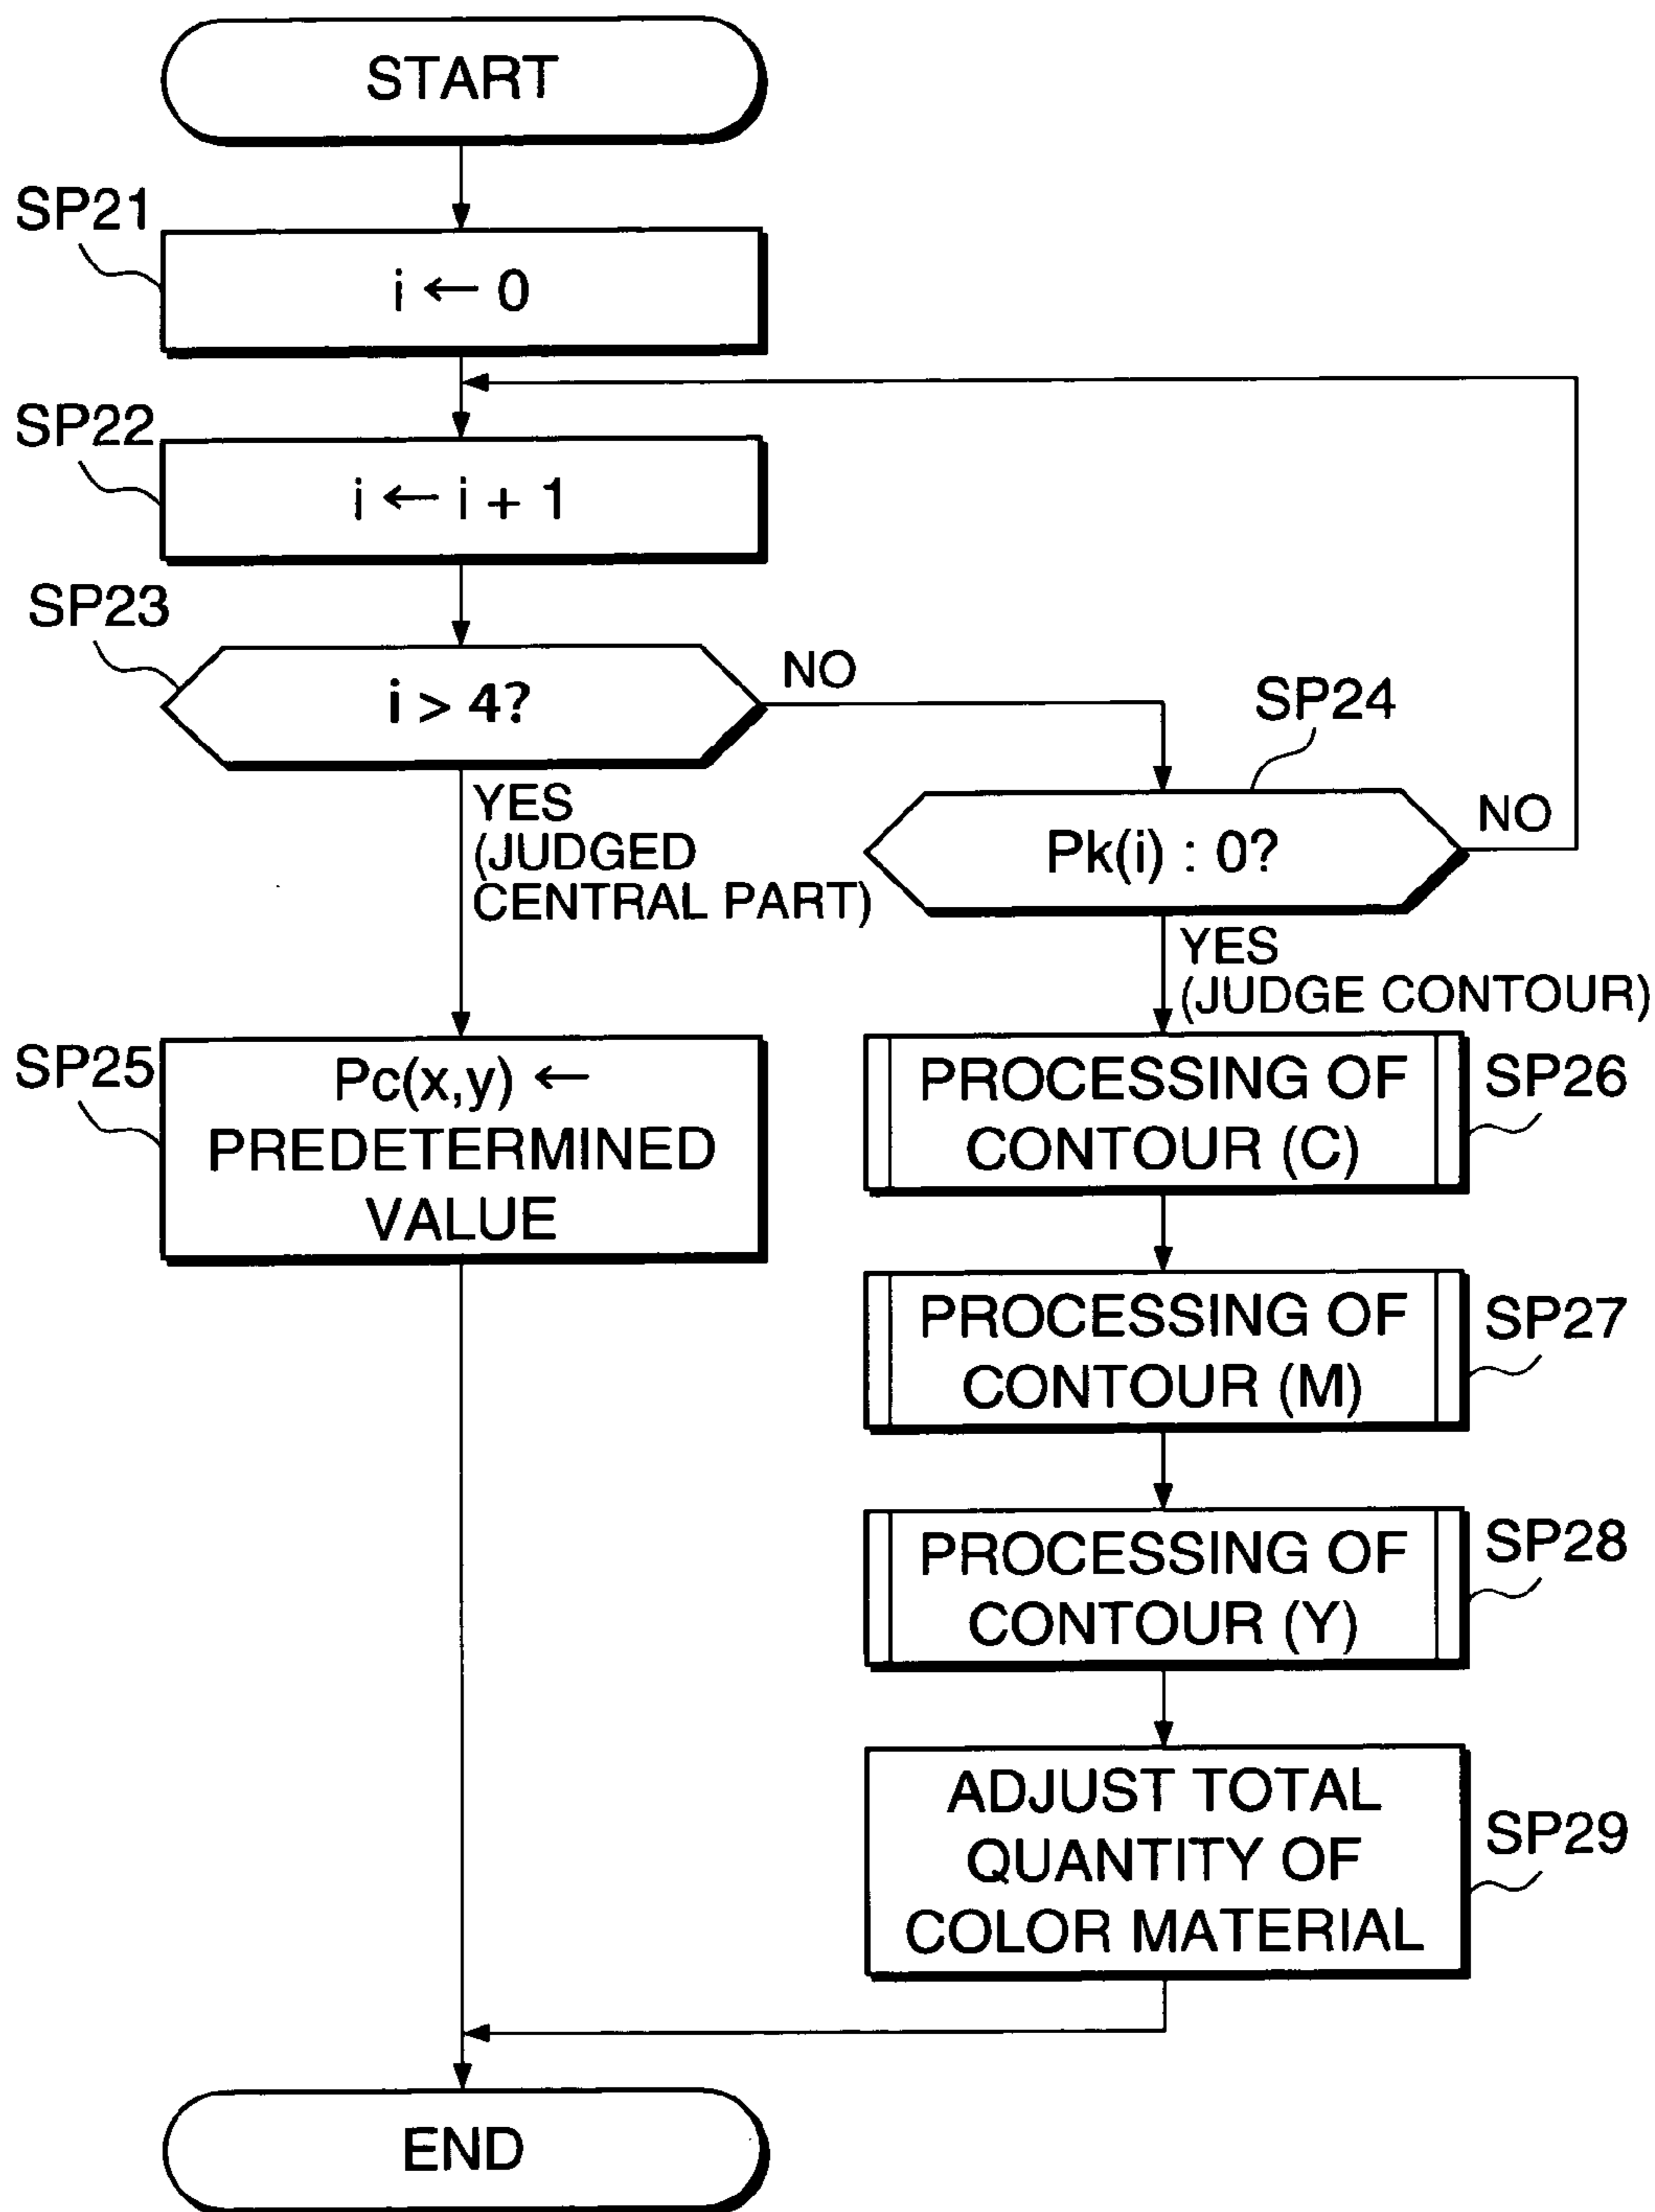 START
SP21
i ← 0
SP22
i ← i + 1
SP23
i > 4?
NO
SP24
YES
(JUDGED
CENTRAL PART)
Pk(i) : 0?
NO
YES
(JUDGE CONTOUR)
SP25
Pc(x,y) ←
PREDETERMINED
VALUE
PROCESSING OF
CONTOUR (C)
SP26
PROCESSING OF
CONTOUR (M)
SP27
PROCESSING OF
CONTOUR (Y)
SP28
ADJUST TOTAL
QUANTITY OF
COLOR MATERIAL
SP29
END